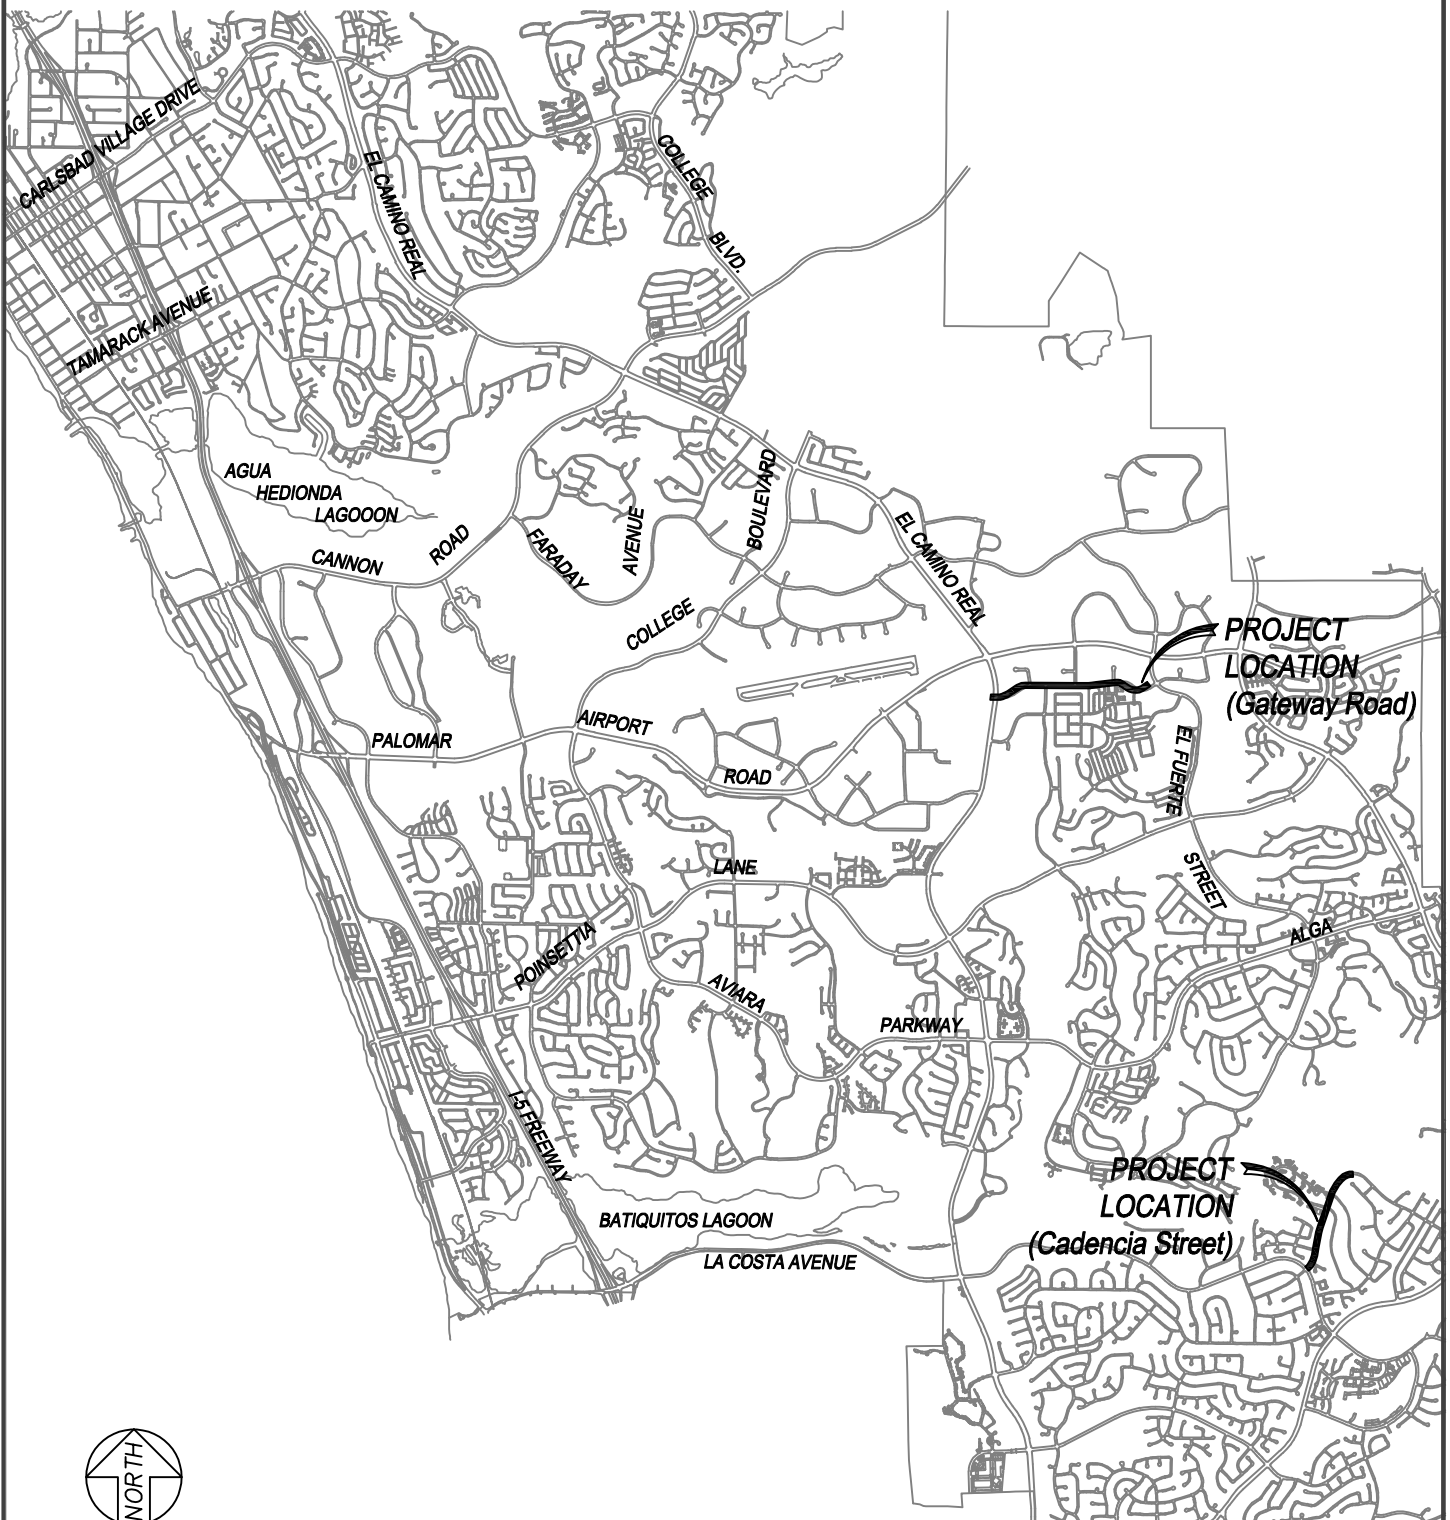 CARLSBAD VILLAGE DRIVE
EL CAMINO REAL
COLLEGE
BLVD.
TAMARACK AVENUE
AGUA
HEDIONDA
LAGOOON
CANNON
ROAD
FARADAY
AVENUE
BOULEVARD
COLLEGE
EL CAMINO REAL
PROJECT
LOCATION
(Gateway Road)
PALOMAR
AIRPORT
ROAD
EL FUERTE
STREET
LANE
POINSETTIA
ALGA
AVIARA
PARKWAY
I-5 FREEWAY
PROJECT
LOCATION
(Cadencia Street)
BATIQUITOS LAGOON
LA COSTA AVENUE
NORTH